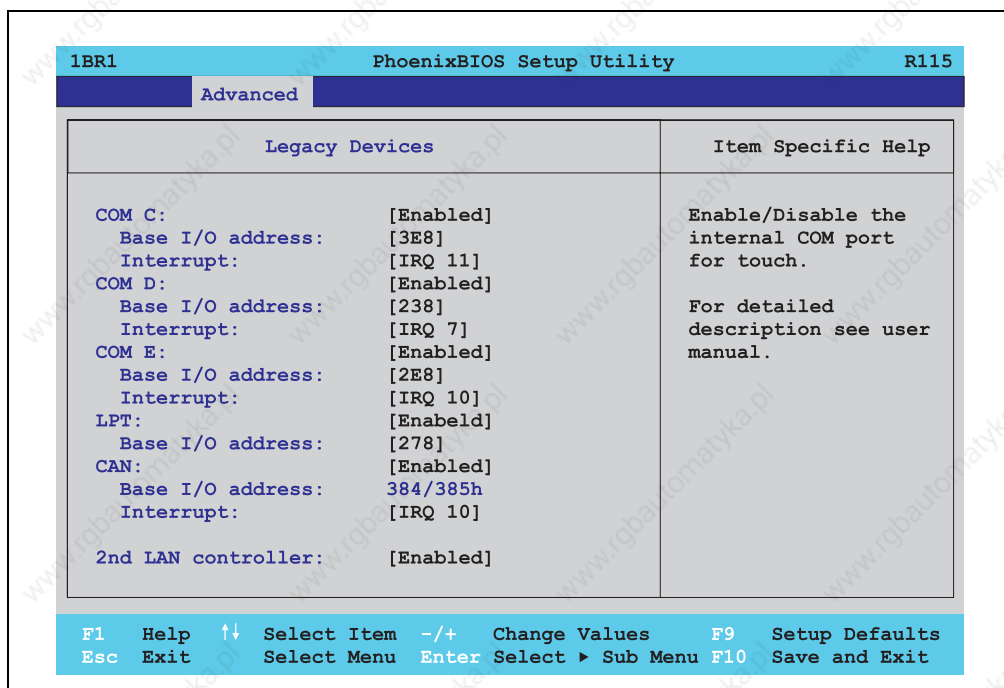 1BR1 PhoenixBIOS Setup Utility R115
Advanced
Legacy Devices
Item Specific Help
COM C: [Enabled]
Base I/O address: [3E8]
Interrupt: [IRQ 11]
COM D: [Enabled]
Base I/O address: [238]
Interrupt: [IRQ 7]
COM E: [Enabled]
Base I/O address: [2E8]
Interrupt: [IRQ 10]
LPT: [Enabeld]
Base I/O address: [278]
CAN: [Enabled]
Base I/O address: 384/385h
Interrupt: [IRQ 10]
2nd LAN controller: [Enabled]
Enable/Disable the
internal COM port
for touch.
For detailed
description see user
manual.
F1 Help ↑↓ Select Item -/+ Change Values F9 Setup Defaults
Esc Exit Select Menu Enter Select ▶ Sub Menu F10 Save and Exit
www.rgbautomatyka.pl